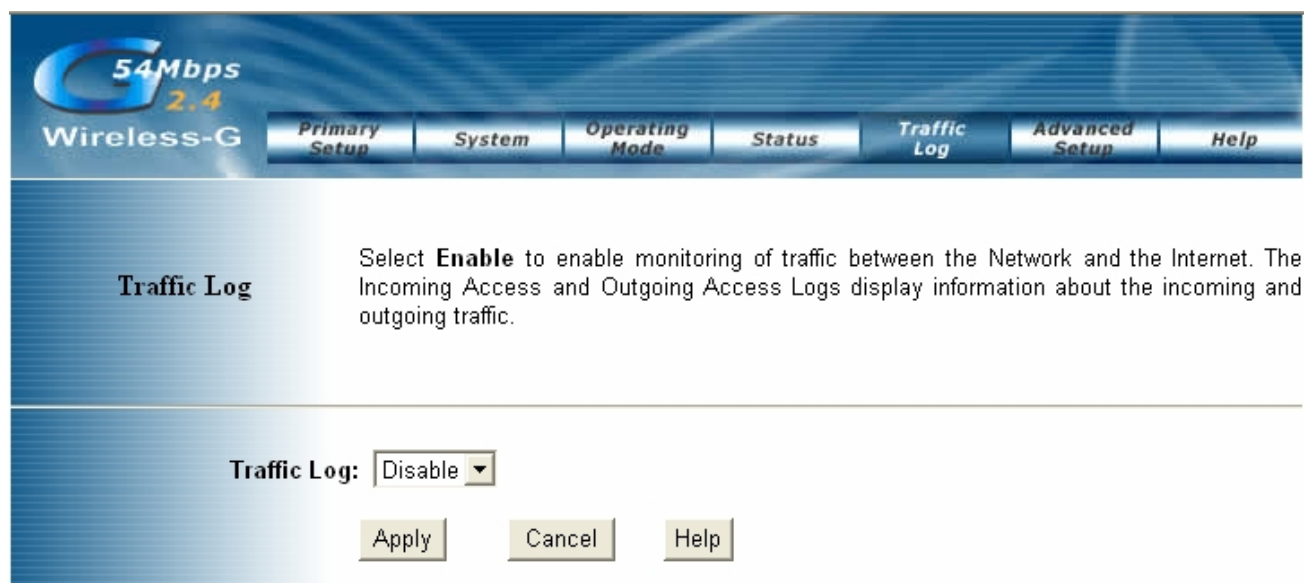 54Mbps
2.4
Wireless-G
Primary Setup
System
Operating Mode
Status
Traffic Log
Advanced Setup
Help
Traffic Log
Select Enable to enable monitoring of traffic between the Network and the Internet. The
Incoming Access and Outgoing Access Logs display information about the incoming and
outgoing traffic.
Traffic Log: Disable
Apply Cancel Help